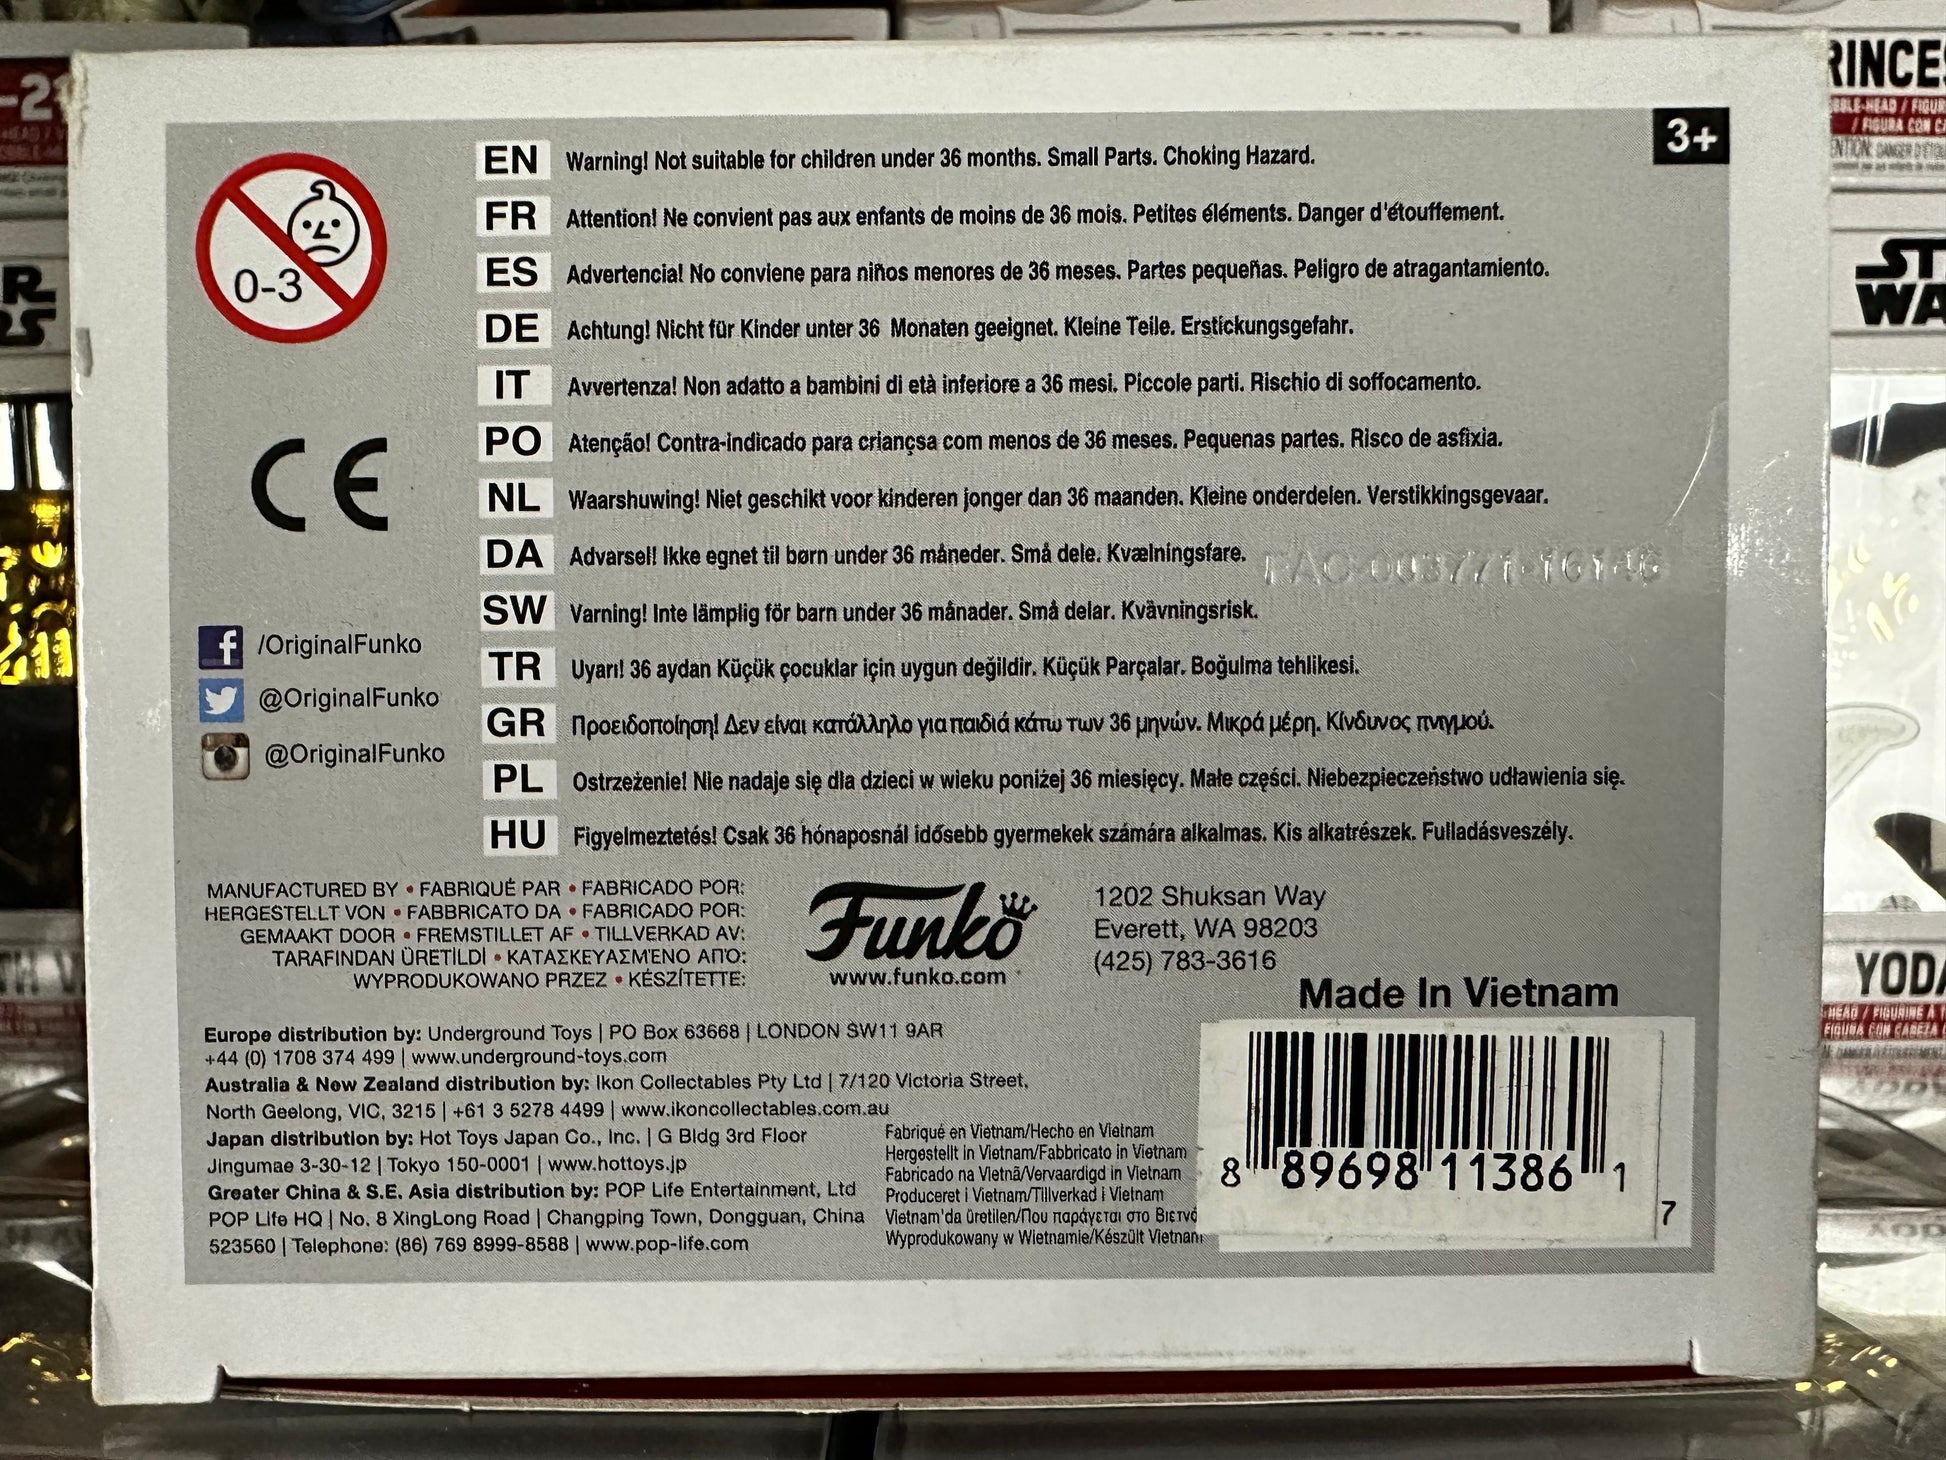 3+
0-3
EN Warning! Not suitable for children under 36 months. Small Parts. Choking Hazard.
FR Attention! Ne convient pas aux enfants de moins de 36 mois. Petites éléments. Danger d'étouffement.
ES Advertencia! No conviene para niños menores de 36 meses. Partes pequeñas. Peligro de atragantamiento.
DE Achtung! Nicht für Kinder unter 36 Monaten geeignet. Kleine Teile. Erstickungsgefahr.
IT Avvertenza! Non adatto a bambini di età inferiore a 36 mesi. Piccole parti. Rischio di soffocamento.
PO Atenção! Contra-indicado para criançsa com menos de 36 meses. Pequenas partes. Risco de asfixia.
NL Waarshuwing! Niet geschikt voor kinderen jonger dan 36 maanden. Kleine onderdelen. Verstikkingsgevaar.
DA Advarsel! Ikke egnet til børn under 36 måneder. Små dele. Kvælningsfare.
SW Varning! Inte lämplig för barn under 36 månader. Små delar. Kvävningsrisk.
TR Uyarı! 36 aydan Küçük çocuklar için uygun değildir. Küçük Parçalar. Boğulma tehlikesi.
GR Προειδοποίηση! Δεν είναι κατάλληλο για παιδιά κάτω των 36 μηνών. Μικρά μέρη. Κίνδυνος πνιγμού.
PL Ostrzeżenie! Nie nadaje się dla dzieci w wieku poniżej 36 miesięcy. Małe części. Niebezpieczeństwo udławienia się.
HU Figyelmeztetés! Csak 36 hónaposnál idősebb gyermekek számára alkalmas. Kis alkatrészek. Fulladásveszély.
CE
/OriginalFunko
@OriginalFunko
@OriginalFunko
MANUFACTURED BY • FABRIQUÉ PAR • FABRICADO POR:
HERGESTELLT VON • FABBRICATO DA • FABRICADO POR:
GEMAAKT DOOR • FREMSTILLET AF • TILLVERKAD AV:
TARAFINDAN ÜRETİLDİ • ΚΑΤΑΣΚΕΥΑΣΜΈΝΟ ΑΠΌ:
WYPRODUKOWANO PRZEZ • KÉSZÍTETTE:
Funko
www.funko.com
1202 Shuksan Way
Everett, WA 98203
(425) 783-3616
Made In Vietnam
Europe distribution by: Underground Toys | PO Box 63668 | LONDON SW11 9AR
+44 (0) 1708 374 499 | www.underground-toys.com
Australia & New Zealand distribution by: Ikon Collectables Pty Ltd | 7/120 Victoria Street,
North Geelong, VIC, 3215 | +61 3 5278 4499 | www.ikoncollectables.com.au
Japan distribution by: Hot Toys Japan Co., Inc. | G Bldg 3rd Floor
Jingumae 3-30-12 | Tokyo 150-0001 | www.hottoys.jp
Greater China & S.E. Asia distribution by: POP Life Entertainment, Ltd
POP Life HQ | No. 8 XingLong Road | Changping Town, Dongguan, China
523560 | Telephone: (86) 769 8999-8588 | www.pop-life.com
Fabriqué en Vietnam/Hecho en Vietnam
Hergestellt in Vietnam/Fabbricato in Vietnam
Fabricado na Vietnã/Vervaardigd in Vietnam
Produceret i Vietnam/Tillverkad i Vietnam
Vietnam'da üretilen/Που παράγεται στο Βιετνά
Wyprodukowany w Wietnamie/Készült Vietnam
8 89698 11386 1
7
-21
RINCES
ST
WA
YODA